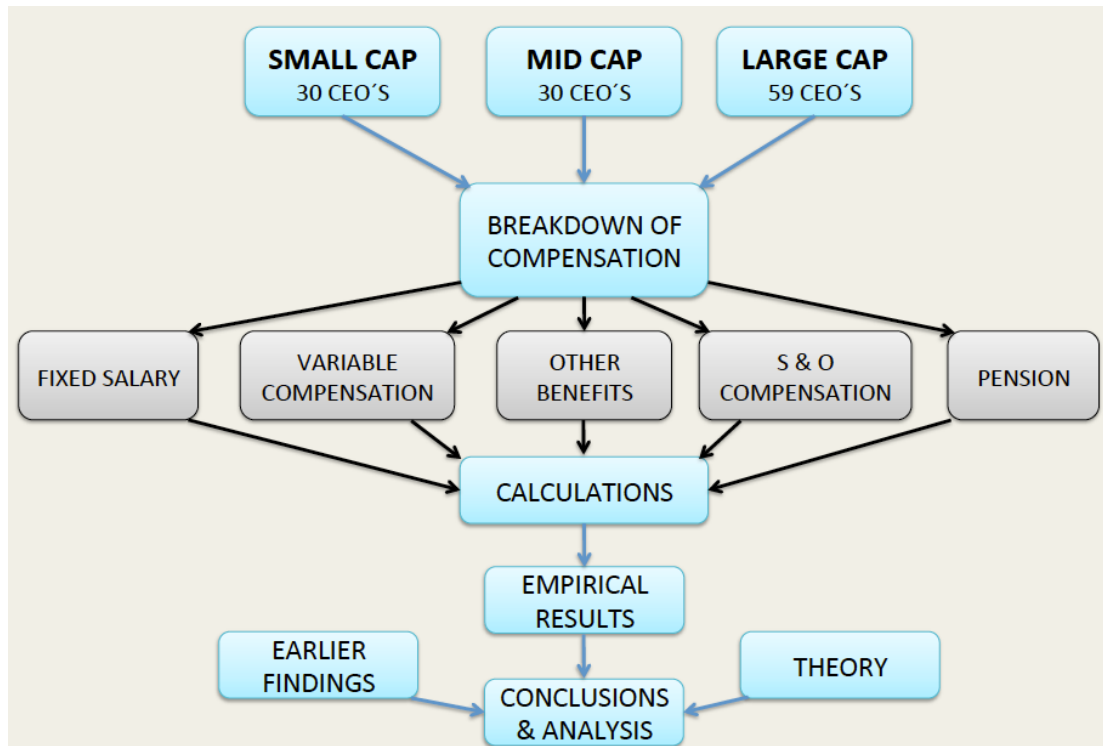 SMALL CAP
30 CEO´S
MID CAP
30 CEO´S
LARGE CAP
59 CEO´S
BREAKDOWN OF
COMPENSATION
FIXED SALARY
VARIABLE
COMPENSATION
OTHER
BENEFITS
S & O
COMPENSATION
PENSION
CALCULATIONS
EMPIRICAL
RESULTS
EARLIER
FINDINGS
THEORY
CONCLUSIONS
& ANALYSIS